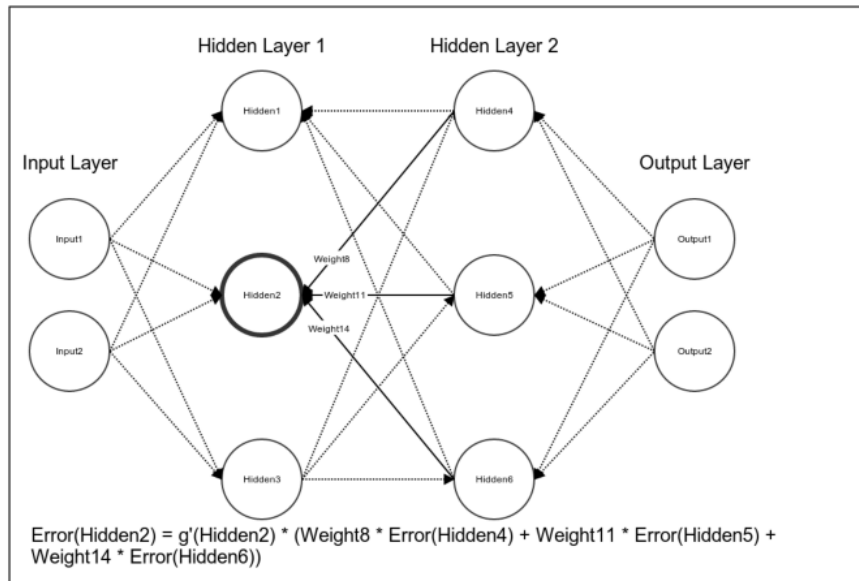 Hidden Layer 1
Hidden Layer 2
Hidden1
Hidden4
Input Layer
Output Layer
Input1
Output1
Weight8
Hidden2
Weight11
Hidden5
Weight14
Input2
Output2
Hidden3
Hidden6
Error(Hidden2) = g'(Hidden2) * (Weight8 * Error(Hidden4) + Weight11 * Error(Hidden5) +
Weight14 * Error(Hidden6))